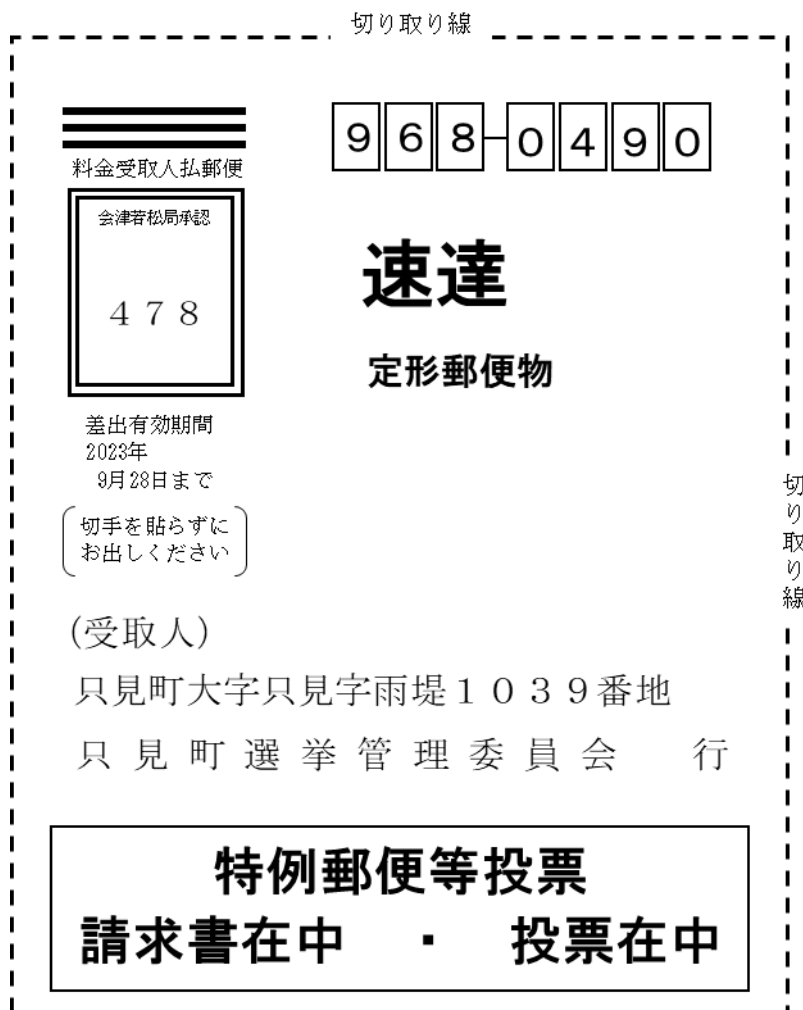 切り取り線
968-0490
料金受取人払郵便
会津若松局承認
４７８
速達
定形郵便物
差出有効期間
2023年
9月28日まで
切手を貼らずに
お出しください
切り取り線
(受取人)
只見町大字只見字雨堤１０３９番地
只見町選挙管理委員会　行
特例郵便等投票
請求書在中　・　投票在中